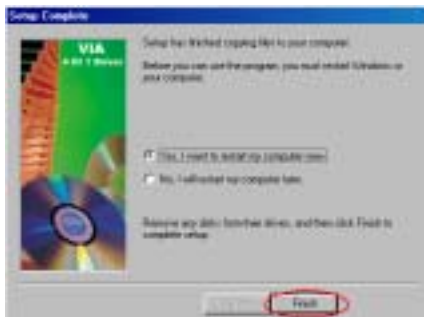 Setup Complete
VIA
4 in 1 Drivers
Setup has finished copying files to your computer.
Before you can use the program, you must restart Windows or
your computer.
Yes, I want to restart my computer now.
No, I will restart my computer later.
Remove any disks from their drives, and then click Finish to
complete setup.
Finish